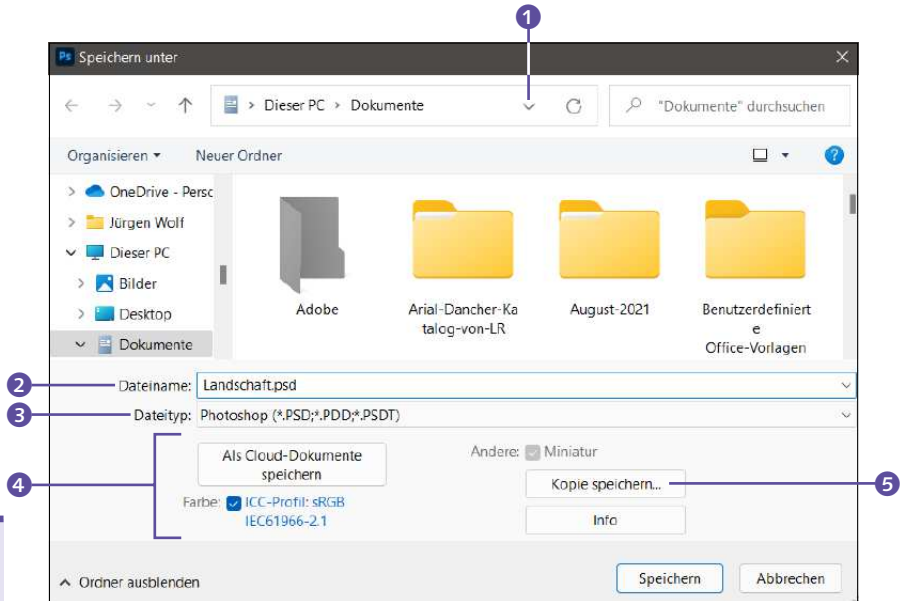 1
Ps Speichern unter
Dieser PC > Dokumente
"Dokumente" durchsuchen
Organisieren
Neuer Ordner
?
OneDrive - Persc
Jürgen Wolf
Dieser PC
Bilder
Desktop
Dokumente
Adobe
Arial-Dancher-Ka
talog-von-LR
August-2021
Benutzerdefiniert
e
Office-Vorlagen
2 Dateiname: Landschaft.psd
3 Dateityp: Photoshop (*.PSD;*.PDD;*.PSDT)
4
Als Cloud-Dokumente
speichern
Farbe: ICC-Profil: sRGB
IEC61966-2.1
Andere: Miniatur
Kopie speichern... 5
Info
Ordner ausblenden
Speichern
Abbrechen